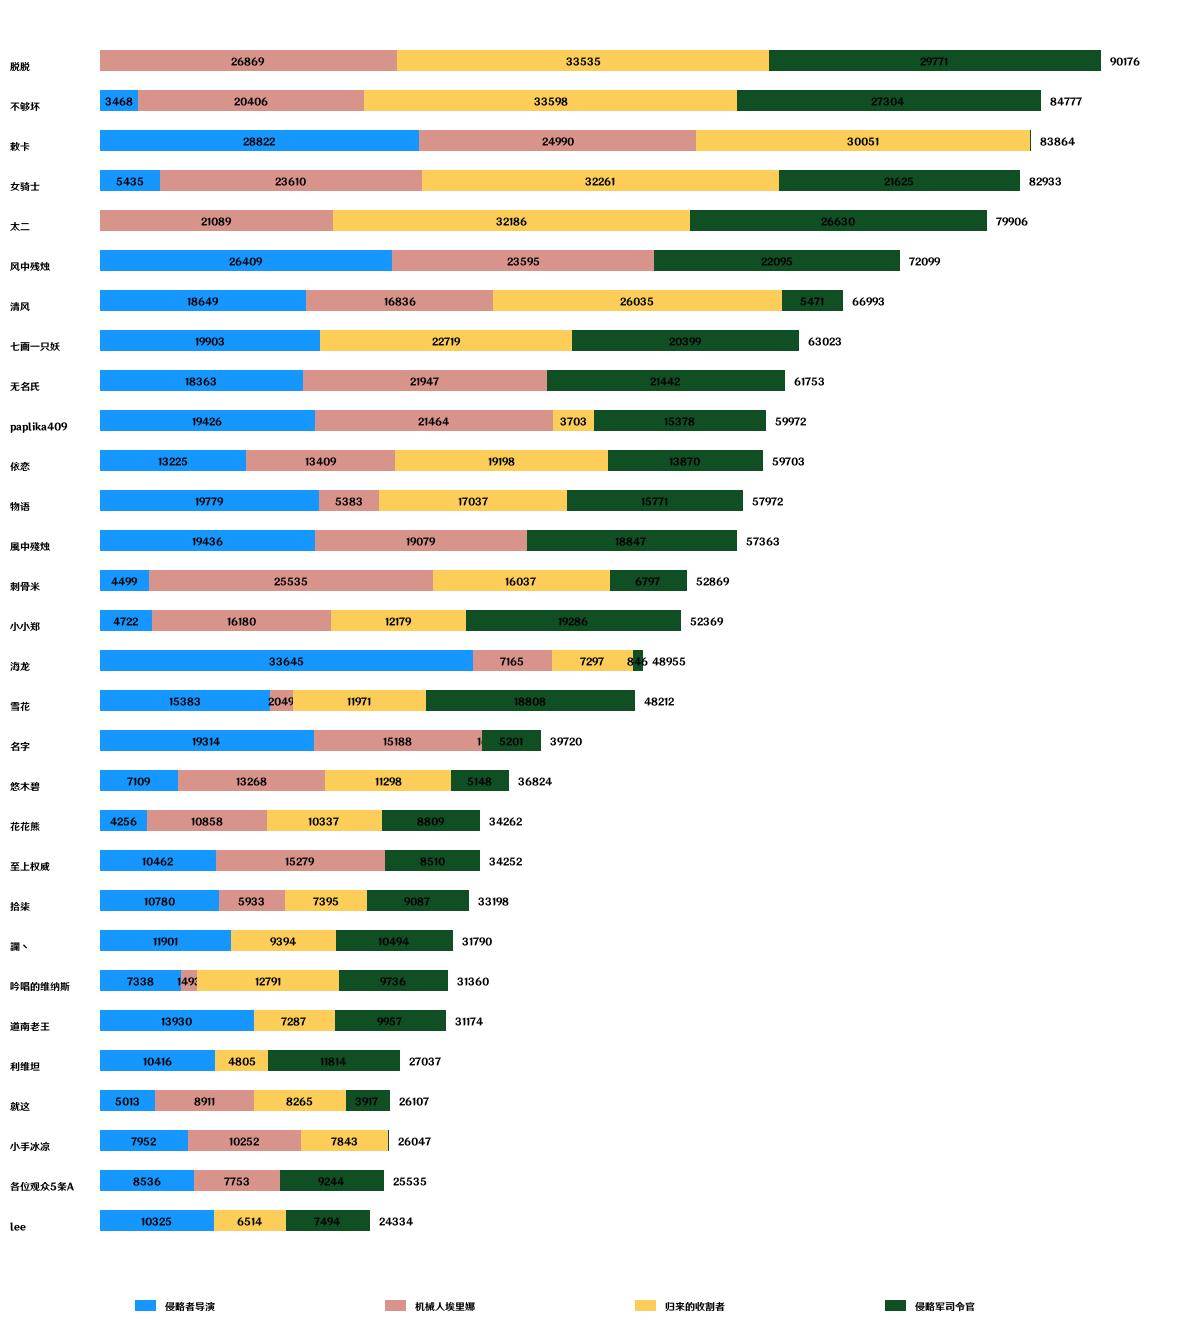 脱脱 26869 33535 29771 90176
不够坏 3468 20406 33598 27304 84777
敕卡 28822 24990 30051 83864
女骑士 5435 23610 32261 21625 82933
太二 21089 32186 26630 79906
风中残烛 26409 23595 22095 72099
清风 18649 16836 26035 5471 66993
七画一只妖 19903 22719 20399 63023
无名氏 18363 21947 21442 61753
paplika409 19426 21464 3703 15378 59972
依恋 13225 13409 19198 13870 59703
物语 19779 5383 17037 15771 57972
風中殘烛 19436 19079 18847 57363
刺骨米 4499 25535 16037 6797 52869
小小郑 4722 16180 12179 19286 52369
海龙 33645 7165 7297 846 48955
雪花 15383 2049 11971 18808 48212
名字 19314 15188 5201 39720
悠木碧 7109 13268 11298 5148 36824
花花熊 4256 10858 10337 8809 34262
至上权威 10462 15279 8510 34252
拾柒 10780 5933 7395 9087 33198
讕丶 11901 9394 10494 31790
吟唱的维纳斯 7338 1493 12791 9736 31360
道南老王 13930 7287 9957 31174
利维坦 10416 4805 11814 27037
就这 5013 8911 8265 3917 26107
小手冰凉 7952 10252 7843 26047
各位观众5条A 8536 7753 9244 25535
lee 10325 6514 7494 24334
侵略者导演 机械人埃里娜 归来的收割者 侵略军司令官